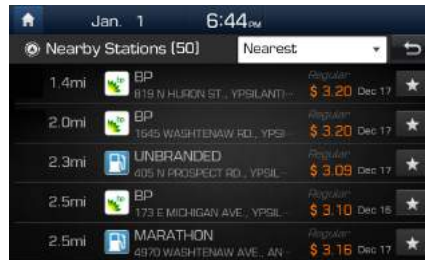 Jan. 1 6:44 PM
Nearby Stations (50) Nearest
1.4mi BP Regular
819 N HURON ST., YPSILANTI··· $ 3.20 Dec 17
2.0mi BP Regular
1645 WASHTENAW RD., YPSI··· $ 3.20 Dec 17
2.3mi UNBRANDED Regular
405 N PROSPECT RD., YPSIL··· $ 3.09 Dec 17
2.5mi BP Regular
173 E MICHIGAN AVE., YPSIL··· $ 3.10 Dec 16
2.5mi MARATHON Regular
4970 WASHTENAW AVE., AN··· $ 3.16 Dec 17